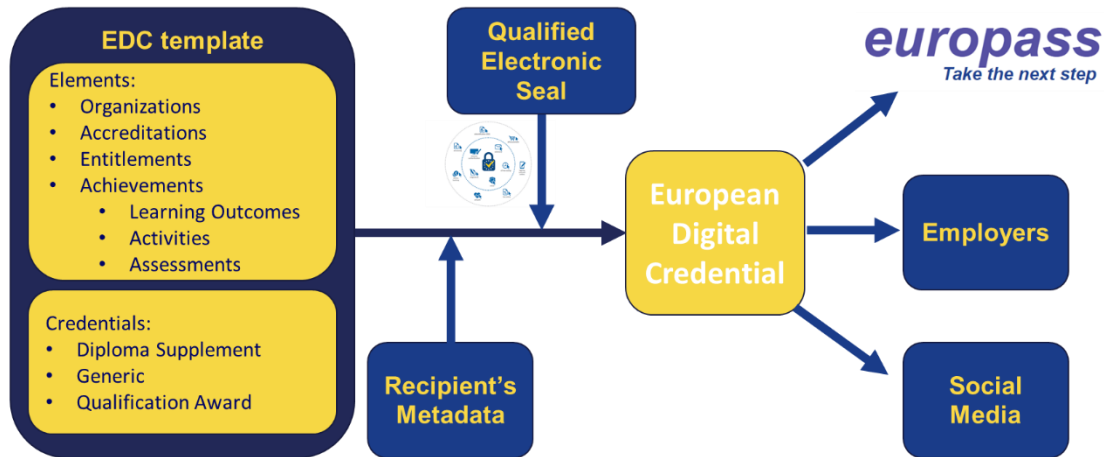 EDC template
Elements:
• Organizations
• Accreditations
• Entitlements
• Achievements
• Learning Outcomes
• Activities
• Assessments
Credentials:
• Diploma Supplement
• Generic
• Qualification Award
Qualified
Electronic
Seal
Recipient's
Metadata
European
Digital
Credential
europass
Take the next step
Employers
Social
Media